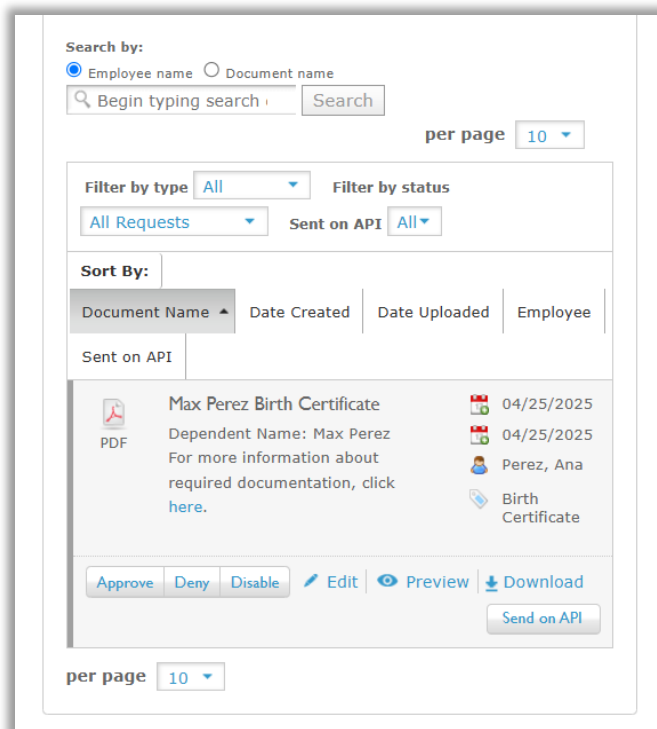 Search by:
Employee name Document name
Begin typing search Search
per page 10
Filter by type All Filter by status
All Requests Sent on API All
Sort By:
Document Name Date Created Date Uploaded Employee
Sent on API
Max Perez Birth Certificate 04/25/2025
PDF Dependent Name: Max Perez 04/25/2025
For more information about Perez, Ana
required documentation, click Birth
here. Certificate
Approve Deny Disable Edit Preview Download
Send on API
per page 10